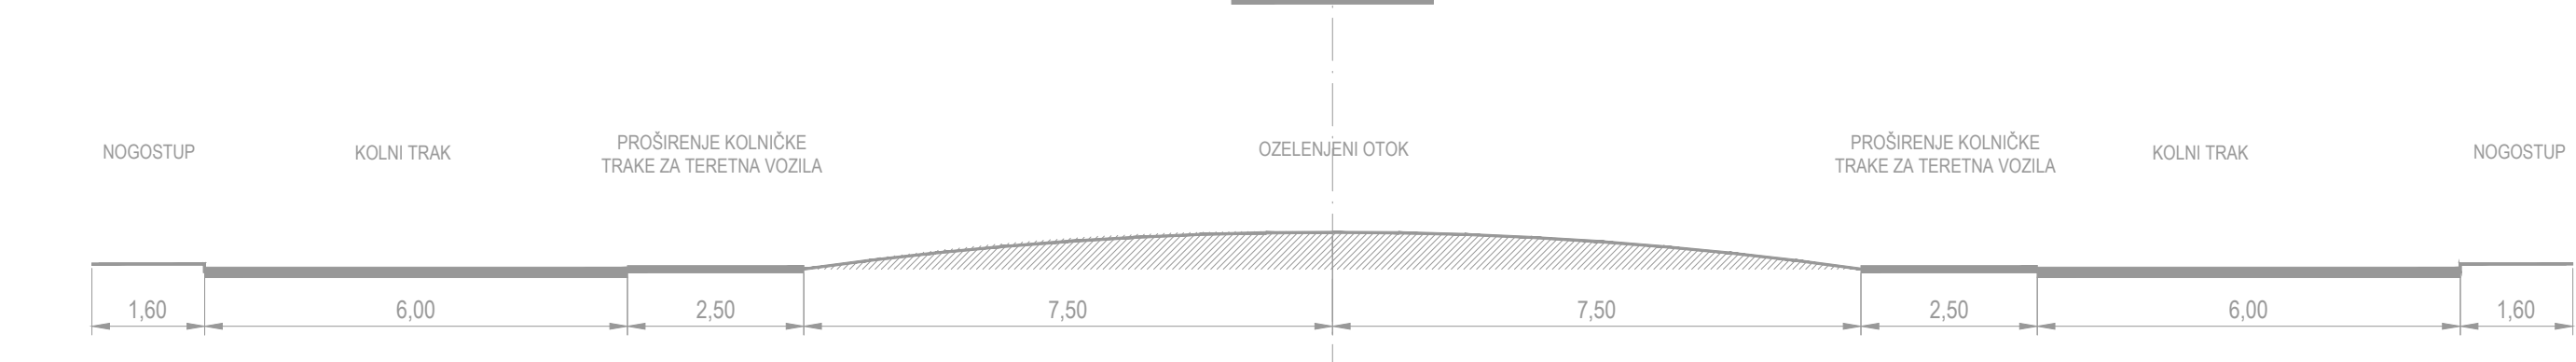 NOGOSTUP
KOLNI TRAK
PROŠIRENJE KOLNIČKE
TRAKE ZA TERETNA VOZILA
OZELENJENI OTOK
PROŠIRENJE KOLNIČKE
TRAKE ZA TERETNA VOZILA
KOLNI TRAK
NOGOSTUP
1,60
6,00
2,50
7,50
7,50
2,50
6,00
1,60